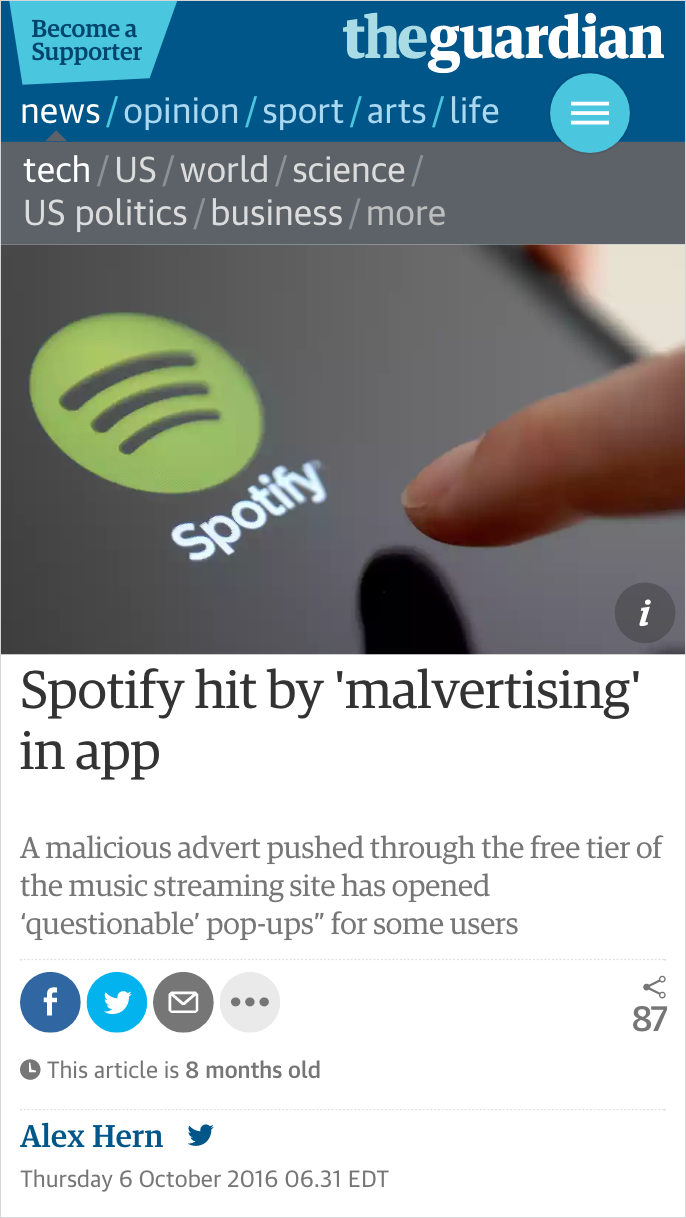 Become a
Supporter
theguardian
news / opinion / sport / arts / life
tech / US / world / science /
US politics / business / more
Spotify
i
Spotify hit by 'malvertising'
in app
A malicious advert pushed through the free tier of
the music streaming site has opened
‘questionable’ pop-ups” for some users
f
87
This article is 8 months old
Alex Hern
Thursday 6 October 2016 06.31 EDT